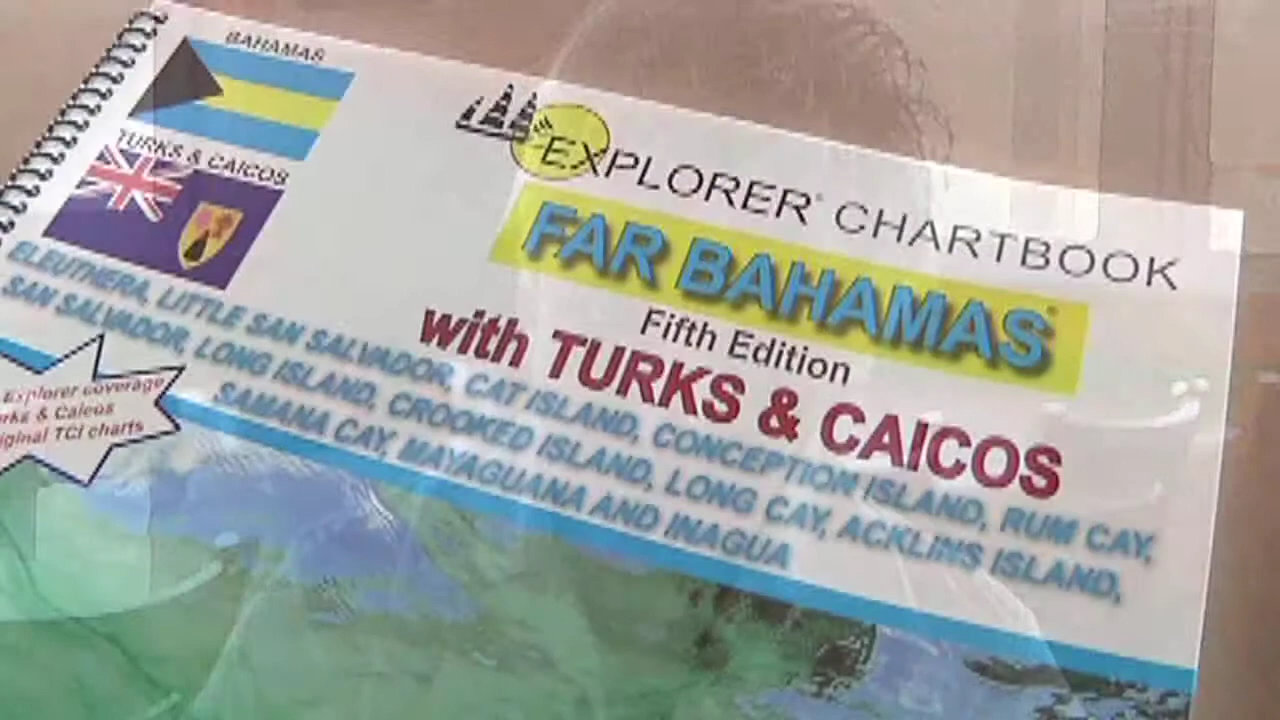 BAHAMAS
TURKS & CAICOS
EXPLORER® CHARTBOOK
FAR BAHAMAS®
Fifth Edition
with TURKS & CAICOS
ELEUTHERA, LITTLE SAN SALVADOR, CAT ISLAND, CONCEPTION ISLAND, RUM CAY,
SAN SALVADOR, LONG ISLAND, CROOKED ISLAND, LONG CAY, ACKLINS ISLAND,
SAMANA CAY, MAYAGUANA AND INAGUA
Explorer coverage
rks & Caicos
iginal TCI charts